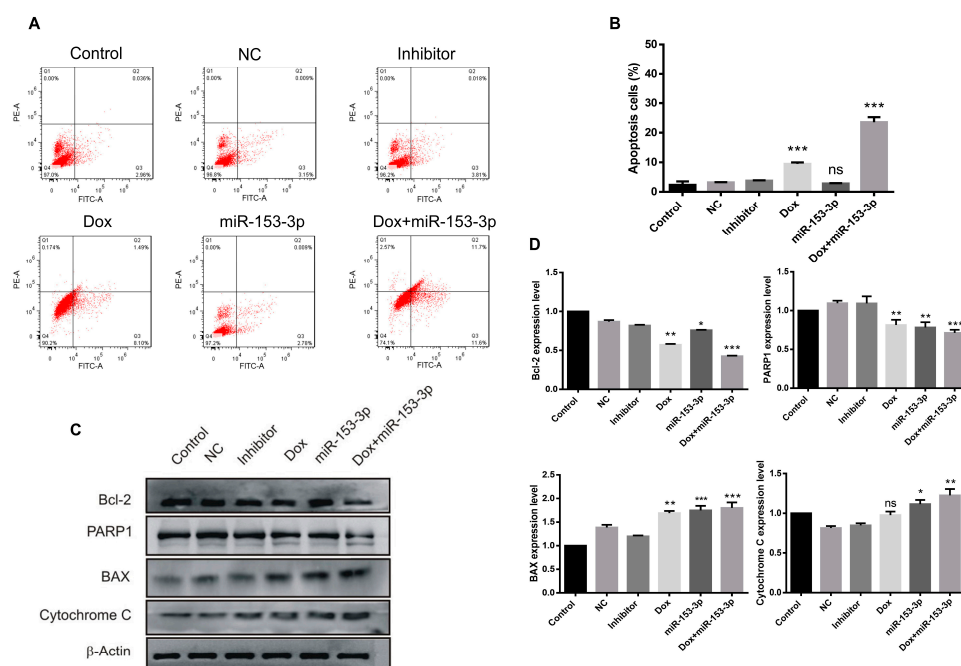 A
Control
NC
Inhibitor
Q1
0.00%
Q2
0.036%
Q4
97.0%
Q3
2.96%
PE-A
FITC-A
Q1
0.00%
Q2
0.009%
Q4
96.8%
Q3
3.15%
PE-A
FITC-A
Q1
0.00%
Q2
0.018%
Q4
96.2%
Q3
3.81%
PE-A
FITC-A
Dox
miR-153-3p
Dox+miR-153-3p
Q1
0.174%
Q2
1.49%
Q4
90.2%
Q3
8.10%
PE-A
FITC-A
Q1
0.00%
Q2
0.008%
Q4
97.2%
Q3
2.78%
PE-A
FITC-A
Q1
2.57%
Q2
11.7%
Q4
74.1%
Q3
11.6%
PE-A
FITC-A
B
Apoptosis cells (%)
50
40
30
20
10
0
***
ns
***
Control
NC
Inhibitor
Dox
miR-153-3p
Dox+miR-153-3p
C
Control
NC
Inhibitor
Dox
miR-153-3p
Dox+miR-153-3p
Bcl-2
PARP1
BAX
Cytochrome C
β-Actin
D
Bcl-2 expression level
1.5
1.0
0.5
0.0
**
*
***
Control
NC
Inhibitor
Dox
miR-153-3p
Dox+miR-153-3p
PARP1 expression level
1.5
1.0
0.5
0.0
**
**
***
Control
NC
Inhibitor
Dox
miR-153-3p
Dox+miR-153-3p
BAX expression level
2.5
2.0
1.5
1.0
0.5
0.0
**
***
***
Control
NC
Inhibitor
Dox
miR-153-3p
Dox+miR-153-3p
Cytochrome C expression level
1.5
1.0
0.5
0.0
ns
*
**
Control
NC
Inhibitor
Dox
miR-153-3p
Dox+miR-153-3p